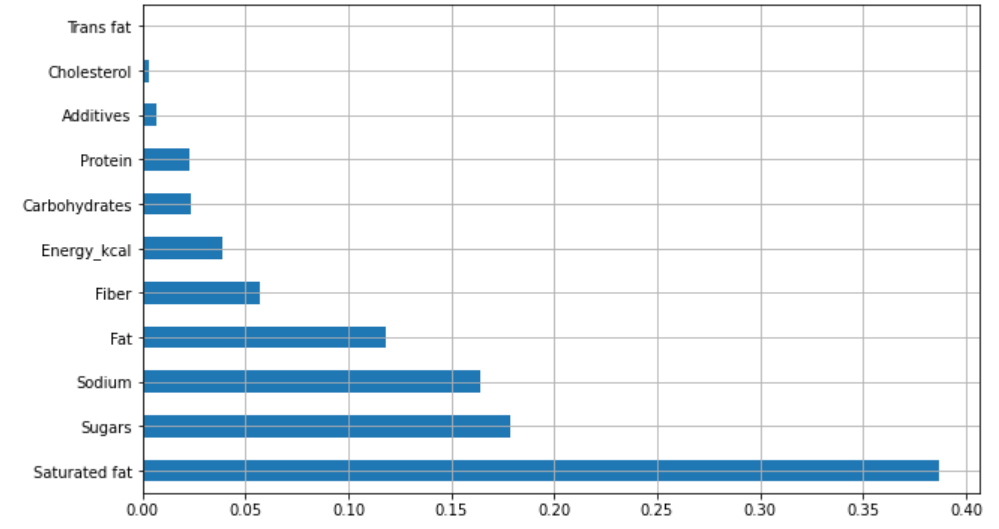 Trans fat
Cholesterol
Additives
Protein
Carbohydrates
Energy_kcal
Fiber
Fat
Sodium
Sugars
Saturated fat
0.00 0.05 0.10 0.15 0.20 0.25 0.30 0.35 0.40